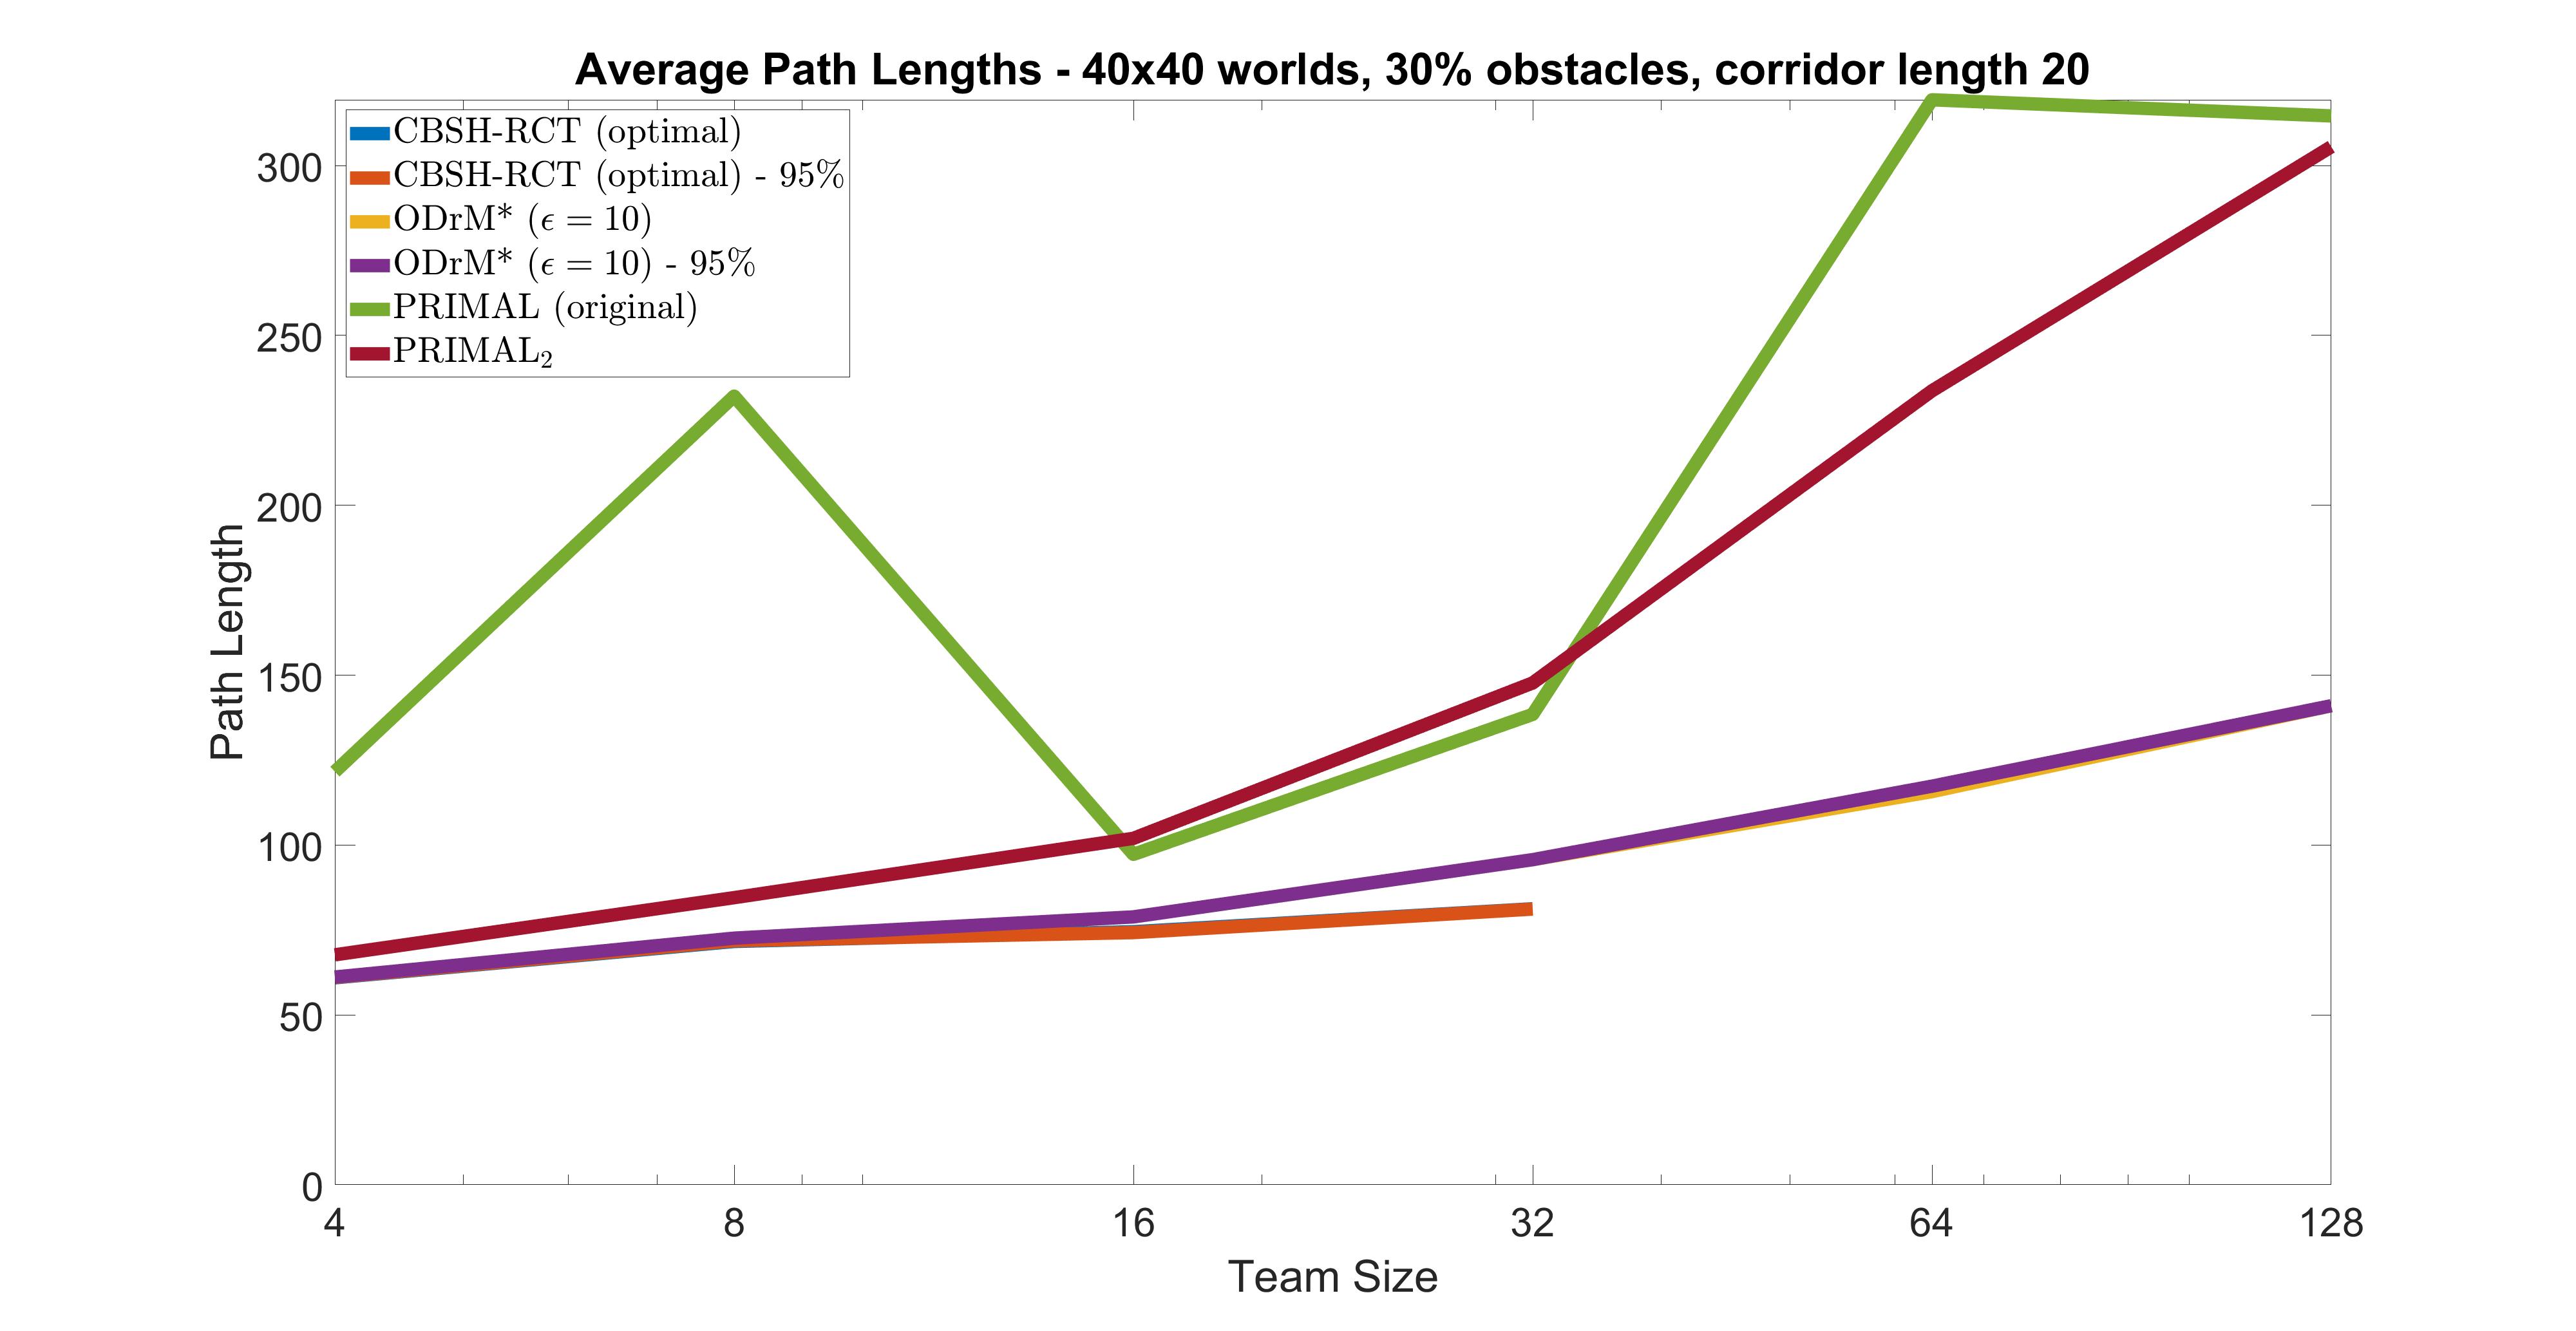 Average Path Lengths - 40x40 worlds, 30% obstacles, corridor length 20
CBSH-RCT (optimal)
CBSH-RCT (optimal) - 95%
ODrM* (ϵ = 10)
ODrM* (ϵ = 10) - 95%
PRIMAL (original)
PRIMAL₂
Path Length
300
250
200
150
100
50
0
4 8 16 32 64 128
Team Size